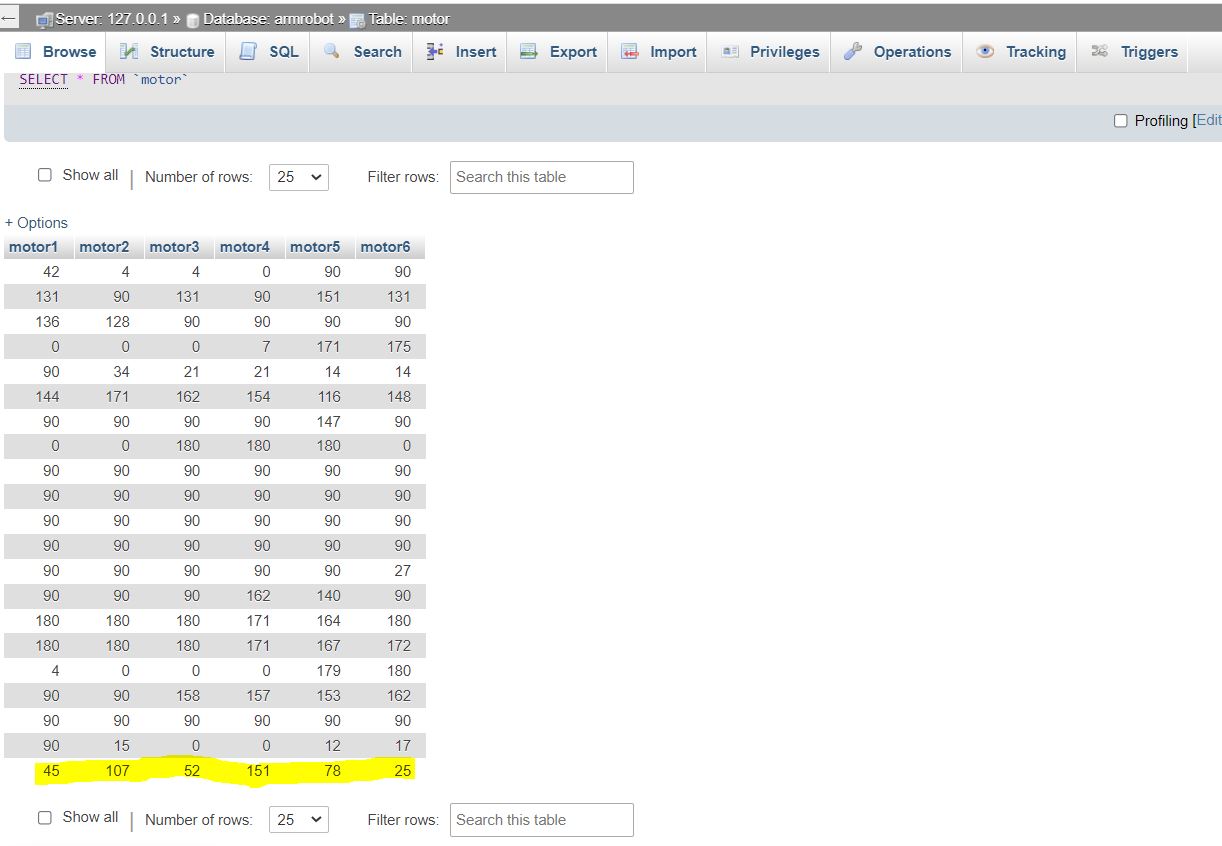 ← Server: 127.0.0.1 » Database: armrobot » Table: motor
Browse Structure SQL Search Insert Export Import Privileges Operations Tracking Triggers
SELECT * FROM `motor`
Profiling [Edit
Show all | Number of rows: 25 Filter rows: Search this table
+ Options
motor1 motor2 motor3 motor4 motor5 motor6
42 4 4 0 90 90
131 90 131 90 151 131
136 128 90 90 90 90
0 0 0 7 171 175
90 34 21 21 14 14
144 171 162 154 116 148
90 90 90 90 147 90
0 0 180 180 180 0
90 90 90 90 90 90
90 90 90 90 90 90
90 90 90 90 90 90
90 90 90 90 90 90
90 90 90 90 90 27
90 90 90 162 140 90
180 180 180 171 164 180
180 180 180 171 167 172
4 0 0 0 179 180
90 90 158 157 153 162
90 90 90 90 90 90
90 15 0 0 12 17
45 107 52 151 78 25
Show all | Number of rows: 25 Filter rows: Search this table